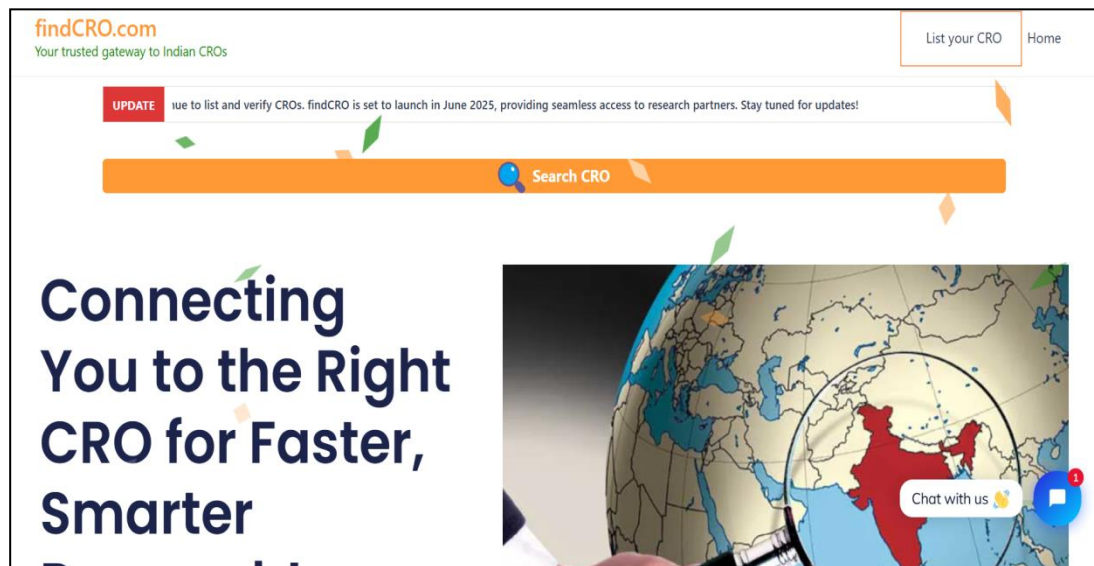 findCRO.com
Your trusted gateway to Indian CROs
List your CRO
Home
UPDATE
to list and verify CROs. findCRO is set to launch in June 2025, providing seamless access to research partners. Stay tuned for updates!
Search CRO
Connecting
You to the Right
CRO for Faster,
Smarter
Chat with us
1